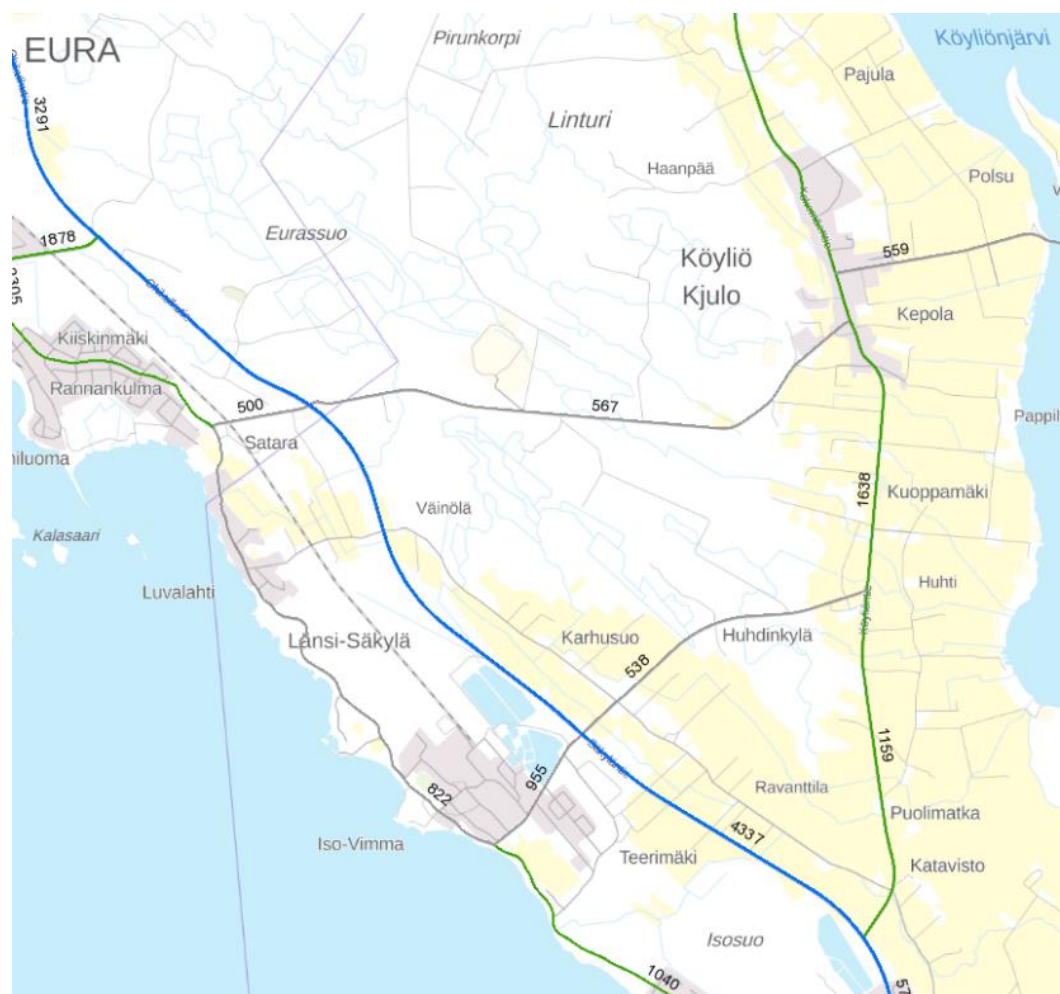 EURA
Pirunkorpi
Köyliönjärvi
Pajula
3291
Linturi
Haanpää
Polsu
1878
Eurassuo
559
Köyliö
Kjulo
Kepola
Kiiskinmäki
Rannankulma
500
567
Satara
Pappil
1638
Kuoppamäki
Väinölä
Kalasaari
Luvalahti
Huhti
Länsi-Säkylä
Karhusuo
Huhdinkylä
538
1159
955
822
Ravanttila
Puolimatka
4337
Iso-Vimma
Teerimäki
Katavisto
Isosuo
1040